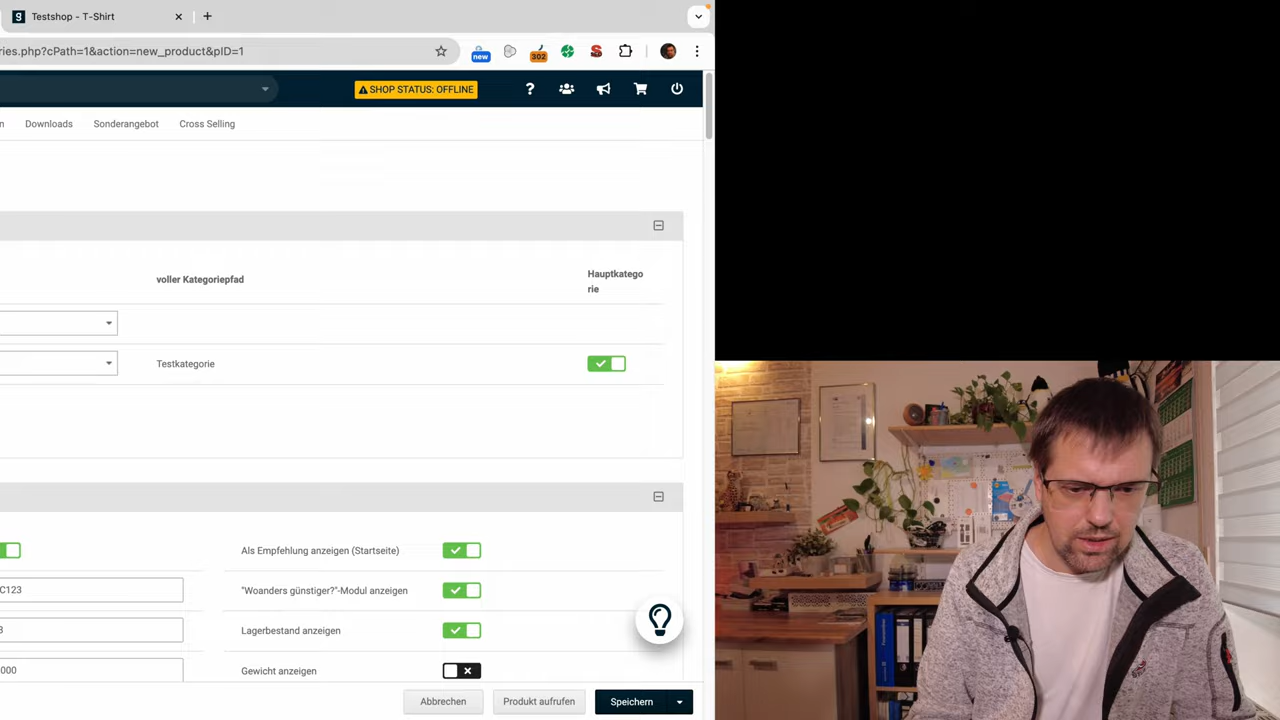 Testshop - T-Shirt
ries.php?cPath=1&action=new_product&pID=1
new
302
SHOP STATUS: OFFLINE
n
Downloads
Sonderangebot
Cross Selling
voller Kategoriepfad
Hauptkatego
rie
Testkategorie
Als Empfehlung anzeigen (Startseite)
C123
"Woanders günstiger?"-Modul anzeigen
3
Lagerbestand anzeigen
000
Gewicht anzeigen
Abbrechen
Produkt aufrufen
Speichern